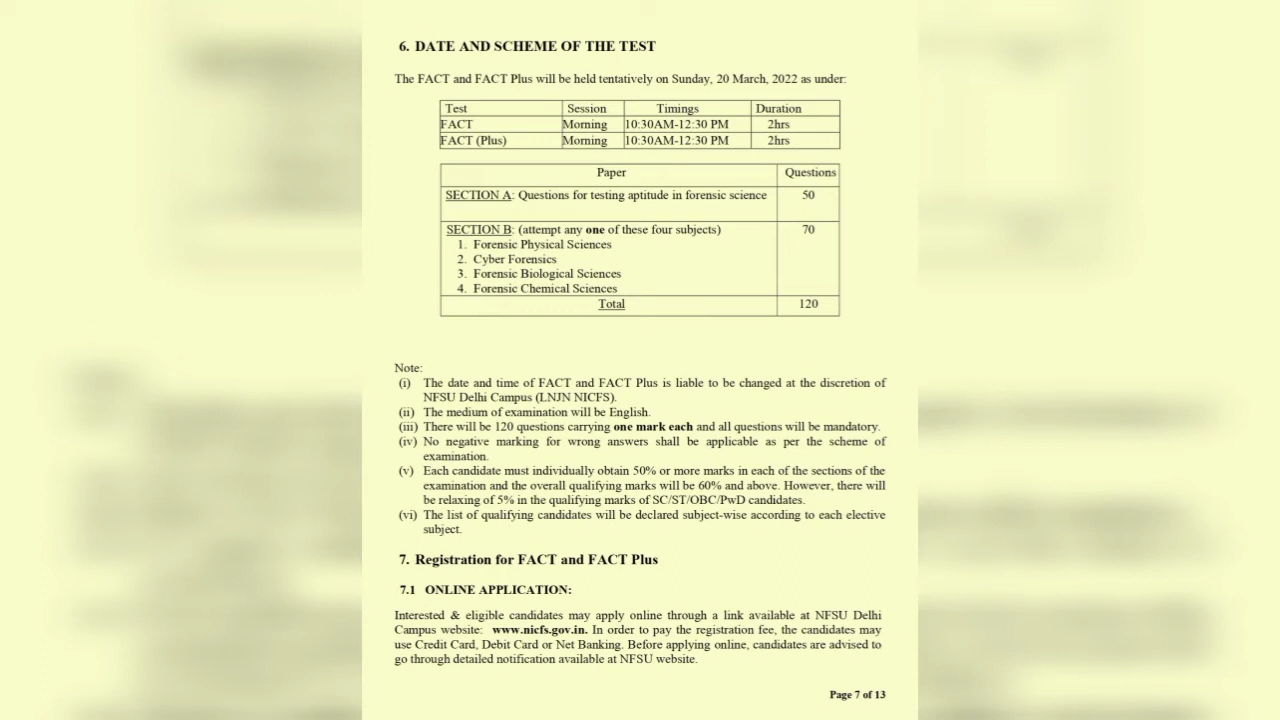 6. DATE AND SCHEME OF THE TEST
The FACT and FACT Plus will be held tentatively on Sunday, 20 March, 2022 as under:
Test Session Timings Duration
FACT Morning 10:30AM-12:30 PM 2hrs
FACT (Plus) Morning 10:30AM-12:30 PM 2hrs
Paper Questions
SECTION A: Questions for testing aptitude in forensic science 50
SECTION B: (attempt any one of these four subjects) 70
1. Forensic Physical Sciences
2. Cyber Forensics
3. Forensic Biological Sciences
4. Forensic Chemical Sciences
Total 120
Note:
(i) The date and time of FACT and FACT Plus is liable to be changed at the discretion of
NFSU Delhi Campus (LNJN NICFS).
(ii) The medium of examination will be English.
(iii) There will be 120 questions carrying one mark each and all questions will be mandatory.
(iv) No negative marking for wrong answers shall be applicable as per the scheme of
examination.
(v) Each candidate must individually obtain 50% or more marks in each of the sections of the
examination and the overall qualifying marks will be 60% and above. However, there will
be relaxing of 5% in the qualifying marks of SC/ST/OBC/PwD candidates.
(vi) The list of qualifying candidates will be declared subject-wise according to each elective
subject.
7. Registration for FACT and FACT Plus
7.1 ONLINE APPLICATION:
Interested & eligible candidates may apply online through a link available at NFSU Delhi
Campus website: www.nicfs.gov.in. In order to pay the registration fee, the candidates may
use Credit Card, Debit Card or Net Banking. Before applying online, candidates are advised to
go through detailed notification available at NFSU website.
Page 7 of 13